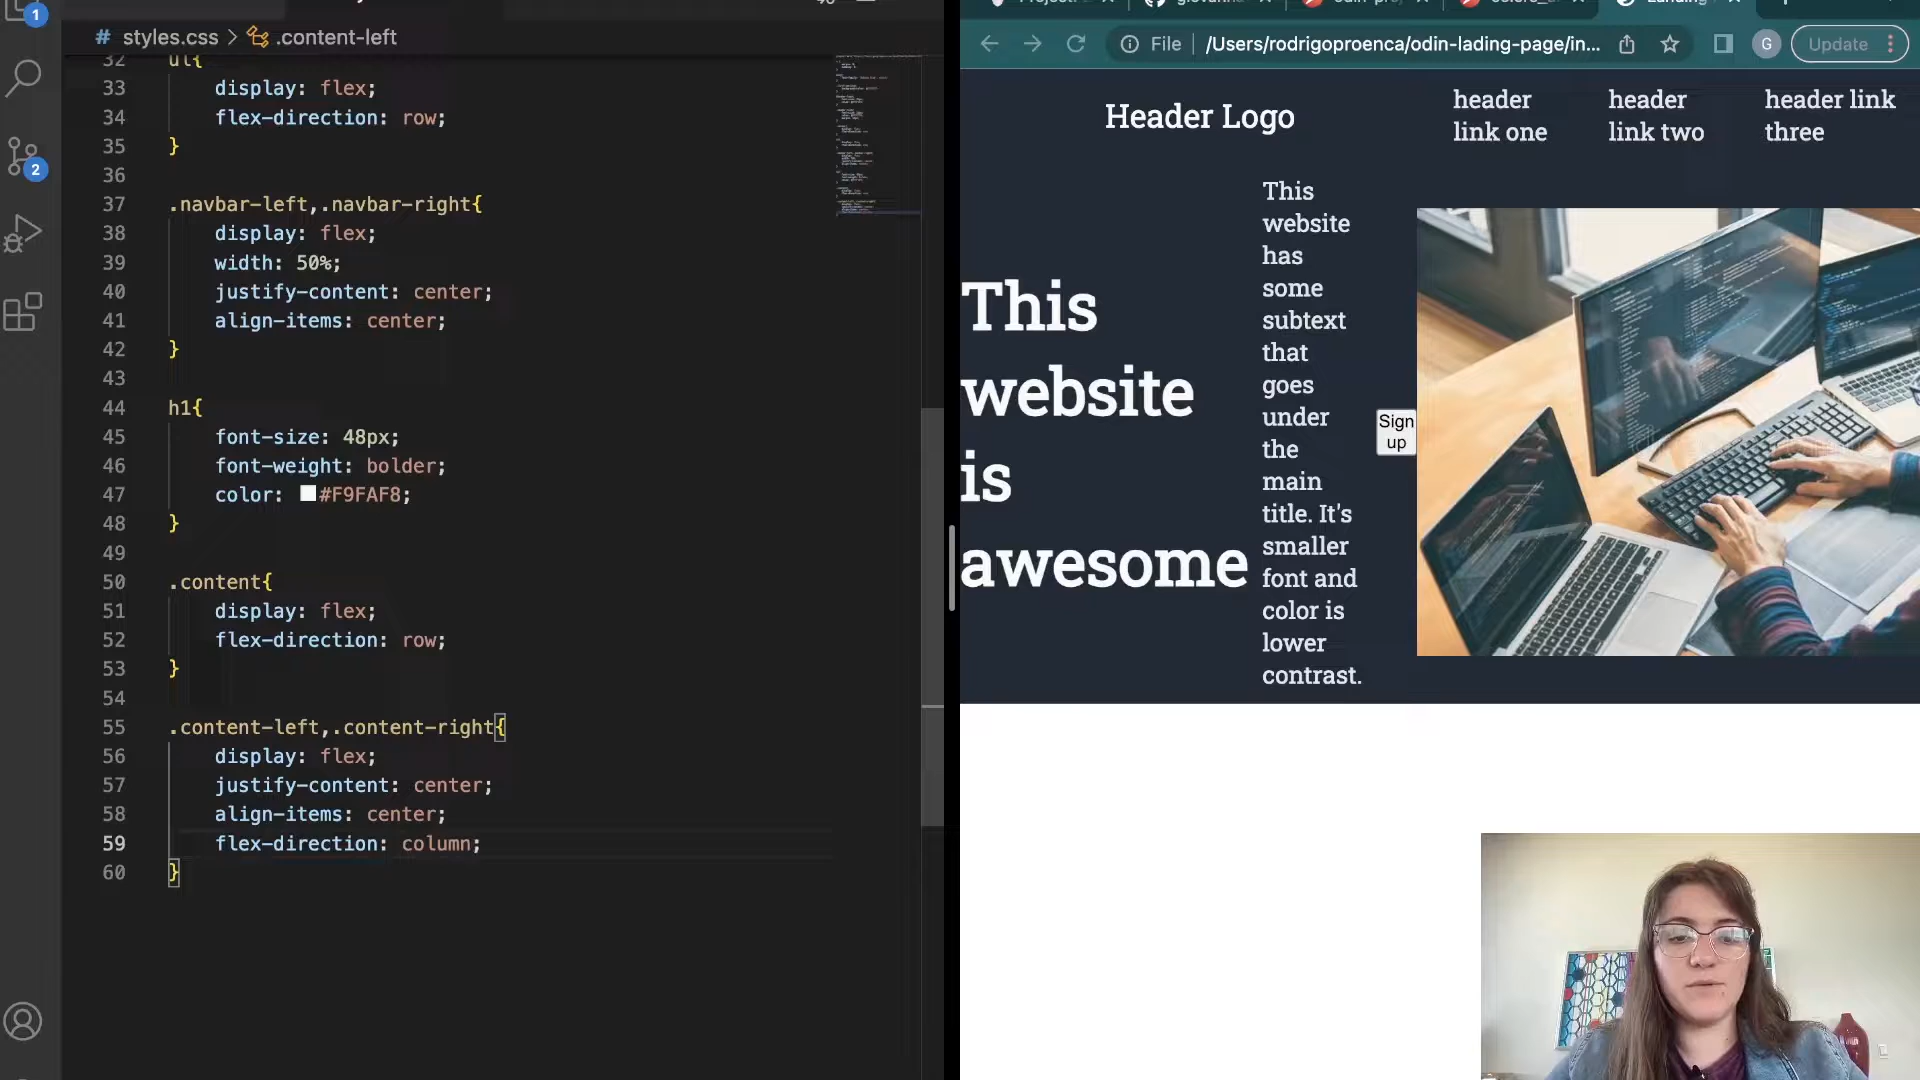 1
# styles.css > .content-left
32 ul{
33 display: flex;
34 flex-direction: row;
35 }
36
37 .navbar-left,.navbar-right{
38 display: flex;
39 width: 50%;
40 justify-content: center;
41 align-items: center;
42 }
43
44 h1{
45 font-size: 48px;
46 font-weight: bolder;
47 color: #F9FAF8;
48 }
49
50 .content{
51 display: flex;
52 flex-direction: row;
53 }
54
55 .content-left,.content-right{
56 display: flex;
57 justify-content: center;
58 align-items: center;
59 flex-direction: column;
60 }
2
File /Users/rodrigoproenca/odin-lading-page/in...
G
Update
Header Logo
header
link one
header
link two
header link
three
This
website
is
awesome
This
website
has
some
subtext
that
goes
under
the
main
title. It's
smaller
font and
color is
lower
contrast.
Sign
up